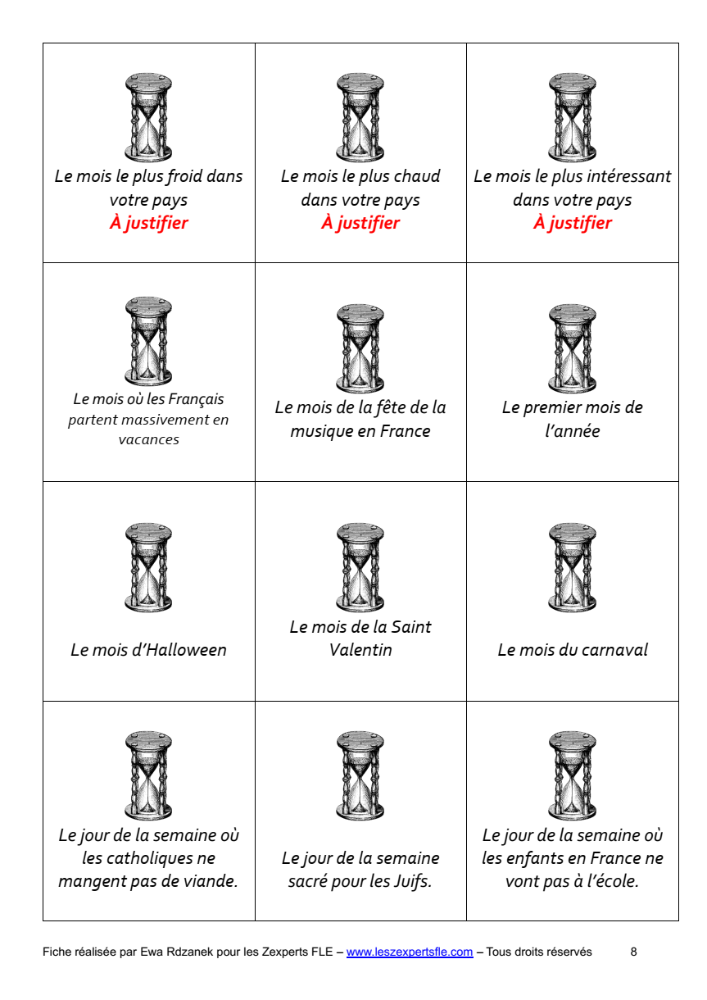 Le mois le plus froid dans
votre pays
À justifier
Le mois le plus chaud
dans votre pays
À justifier
Le mois le plus intéressant
dans votre pays
À justifier
Le mois où les Français
partent massivement en
vacances
Le mois de la fête de la
musique en France
Le premier mois de
l’année
Le mois d’Halloween
Le mois de la Saint
Valentin
Le mois du carnaval
Le jour de la semaine où
les catholiques ne
mangent pas de viande.
Le jour de la semaine
sacré pour les Juifs.
Le jour de la semaine où
les enfants en France ne
vont pas à l’école.
Fiche réalisée par Ewa Rdzanek pour les Zexperts FLE – www.leszexpertsfle.com – Tous droits réservés 8